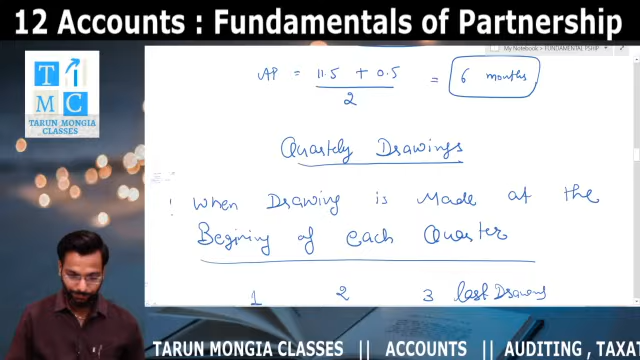 12 Accounts : Fundamentals of Partnership
T
M C
TARUN MONGIA
CLASSES
My Notebook > FUNDAMENTAL PSHIP
AP = 11.5 + 0.5 = 6 months
2
Quartely Drawings
When Drawing is Made at the
Begining of each Quarter
1 2 3 last Drawing
TARUN MONGIA CLASSES || ACCOUNTS || AUDITING , TAXAT